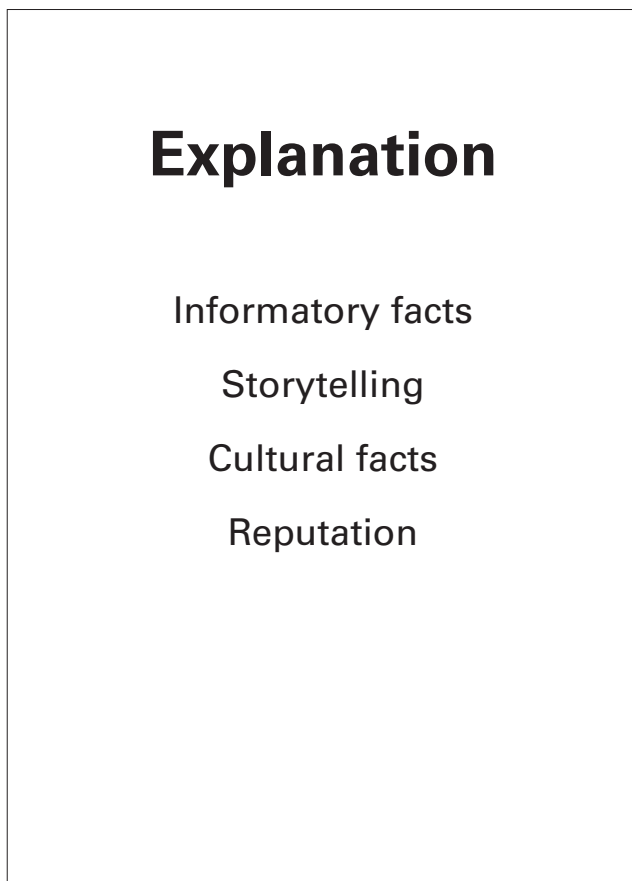 Explanation
Informatory facts
Storytelling
Cultural facts
Reputation